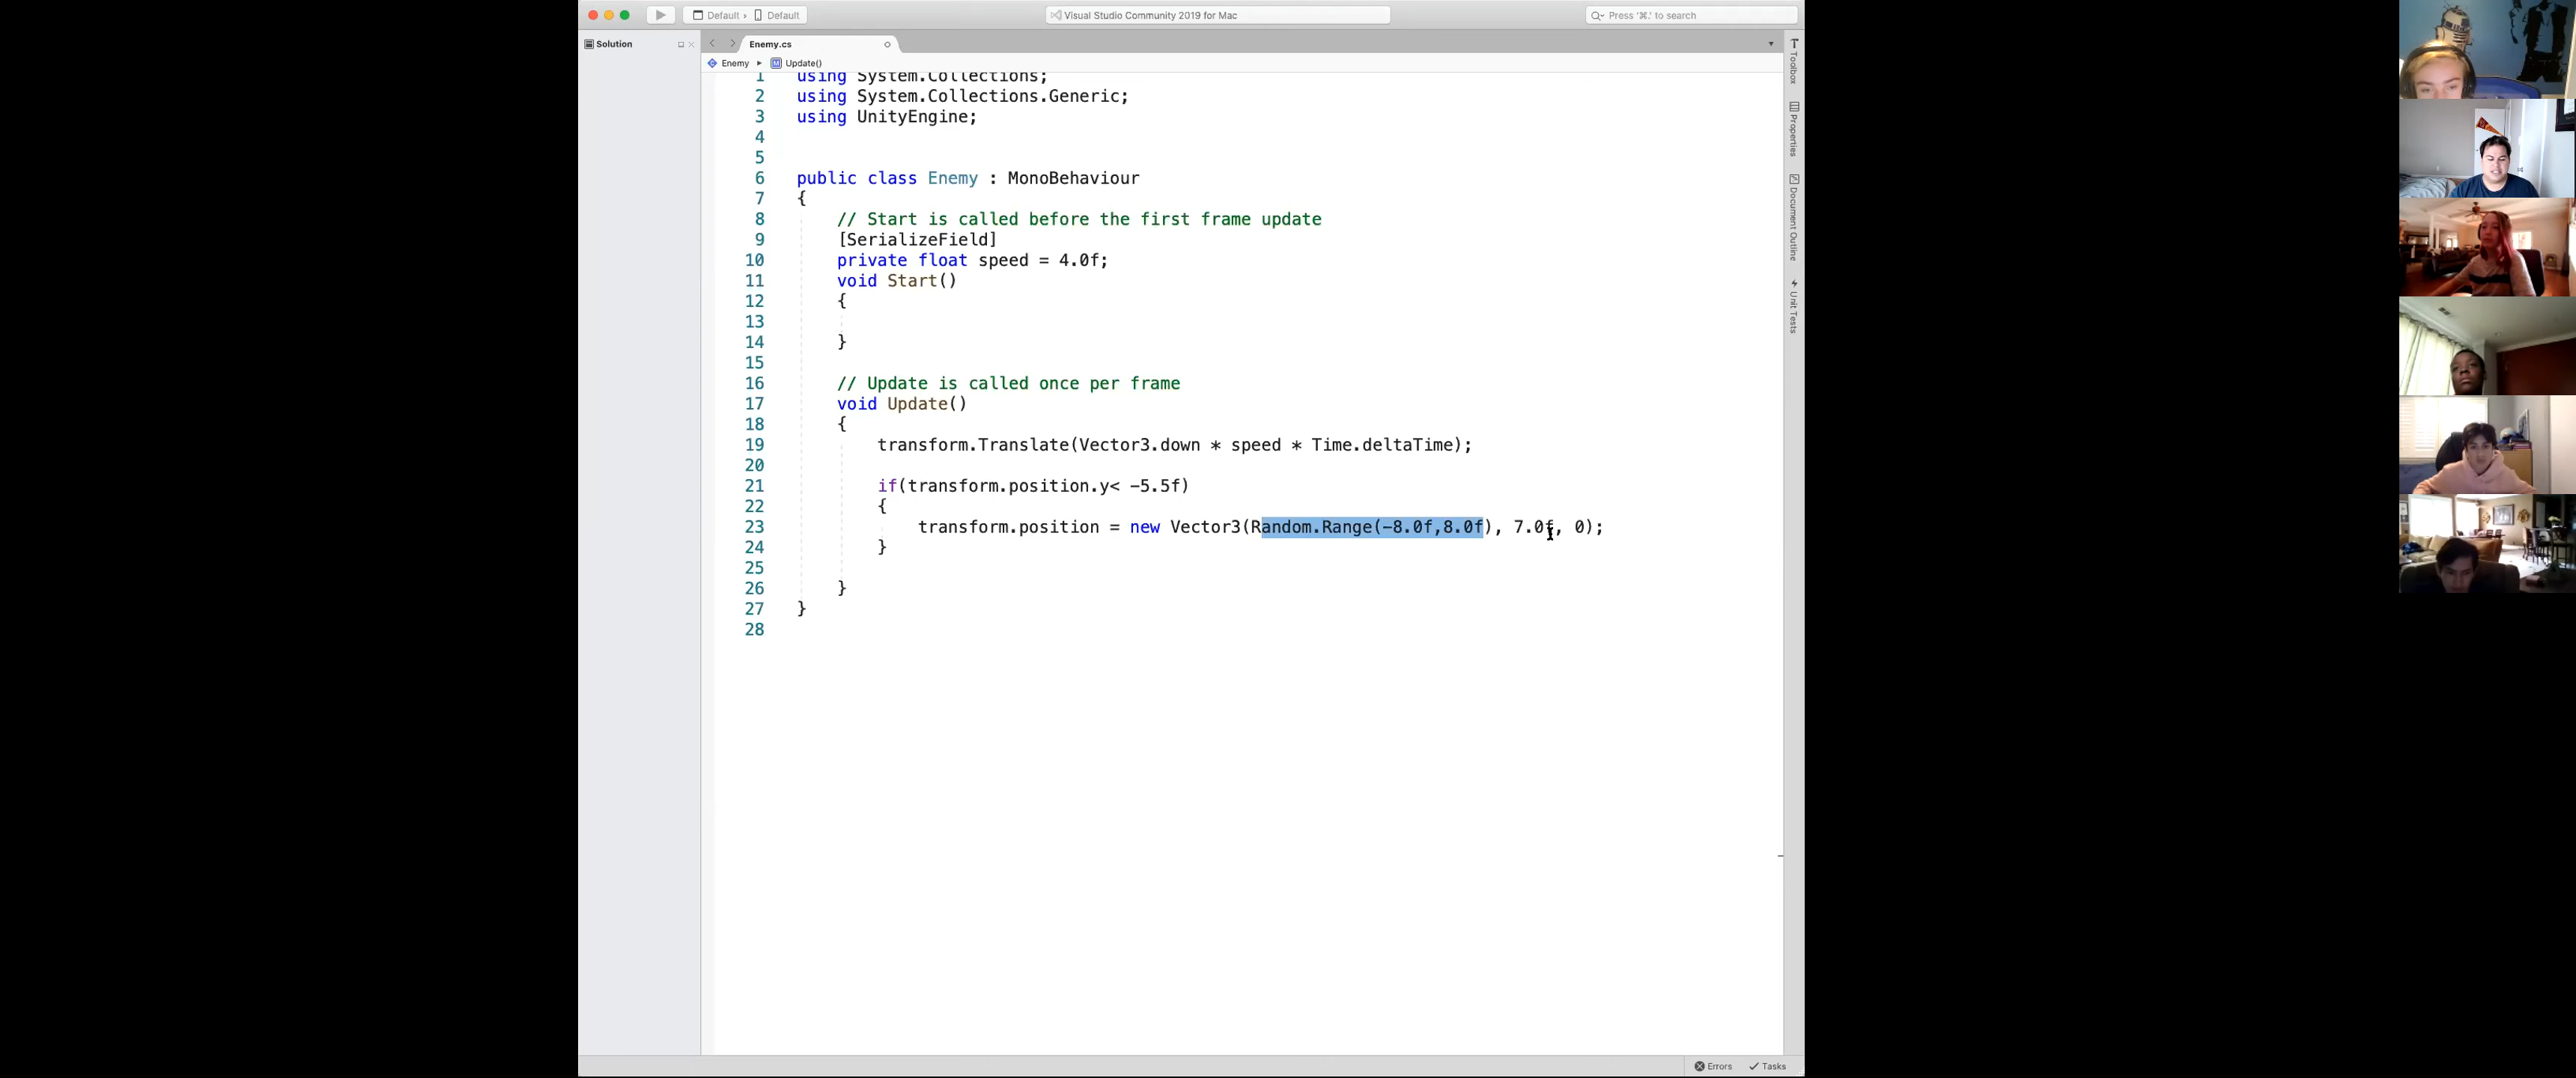 Default › Default
Visual Studio Community 2019 for Mac
Press '⌘.' to search
Solution
Enemy.cs
Enemy ▸ Update()
1 using System.Collections;
2 using System.Collections.Generic;
3 using UnityEngine;
4
5
6 public class Enemy : MonoBehaviour
7 {
8 // Start is called before the first frame update
9 [SerializeField]
10 private float speed = 4.0f;
11 void Start()
12 {
13
14 }
15
16 // Update is called once per frame
17 void Update()
18 {
19 transform.Translate(Vector3.down * speed * Time.deltaTime);
20
21 if(transform.position.y< -5.5f)
22 {
23 transform.position = new Vector3(Random.Range(-8.0f,8.0f), 7.0f, 0);
24 }
25
26 }
27 }
28
Toolbox
Properties
Document Outline
Unit Tests
Errors
Tasks